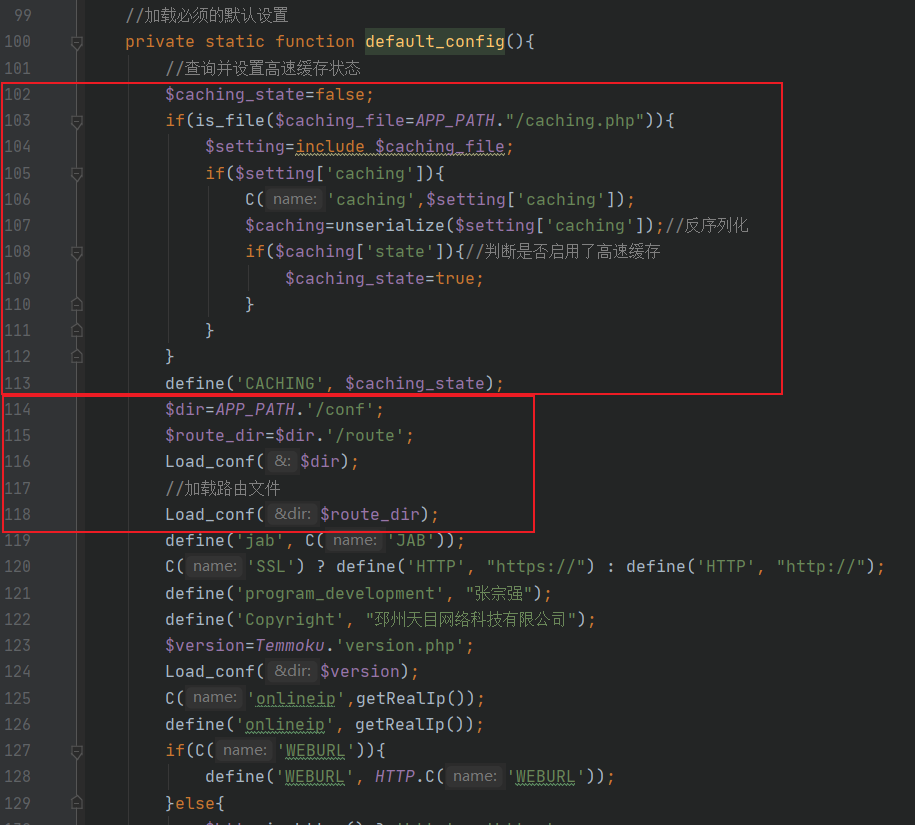 99 //加载必须的默认设置
100 private static function default_config(){
101 //查询并设置高速缓存状态
102 $caching_state=false;
103 if(is_file($caching_file=APP_PATH."/caching.php")){
104 $setting=include $caching_file;
105 if($setting['caching']){
106 C( name: 'caching',$setting['caching']);
107 $caching=unserialize($setting['caching']);//反序列化
108 if($caching['state']){//判断是否启用了高速缓存
109 $caching_state=true;
110 }
111 }
112 }
113 define('CACHING', $caching_state);
114 $dir=APP_PATH.'/conf';
115 $route_dir=$dir.'/route';
116 Load_conf( &: $dir);
117 //加载路由文件
118 Load_conf( &dir: $route_dir);
119 define('jab', C( name: 'JAB'));
120 C( name: 'SSL') ? define('HTTP', "https://") : define('HTTP', "http://");
121 define('program_development', "张宗强");
122 define('Copyright', "邳州天目网络科技有限公司");
123 $version=Temmoku.'version.php';
124 Load_conf( &dir: $version);
125 C( name: 'onlineip',getRealIp());
126 define('onlineip', getRealIp());
127 if(C( name: 'WEBURL')){
128 define('WEBURL', HTTP.C( name: 'WEBURL'));
129 }else{